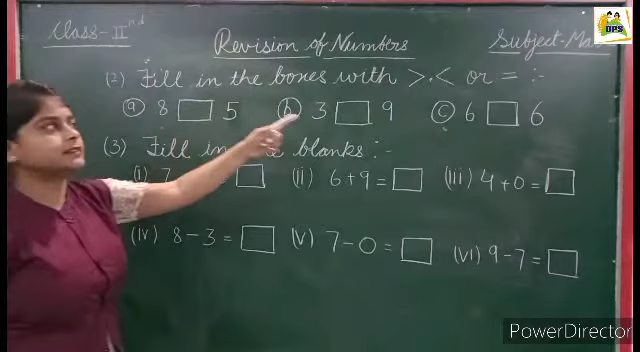 Class-IInd Revision of Numbers Subject-Ma
DPS
(2) Fill in the boxes with >, < or = :-
(a) 8 □ 5 (b) 3 □ 9 (c) 6 □ 6
(3) Fill in blanks :-
(i) 7 □ (ii) 6+9 = □ (iii) 4+0 = □
(iv) 8-3 = □ (v) 7-0 = □ (vi) 9-7 = □
PowerDirector